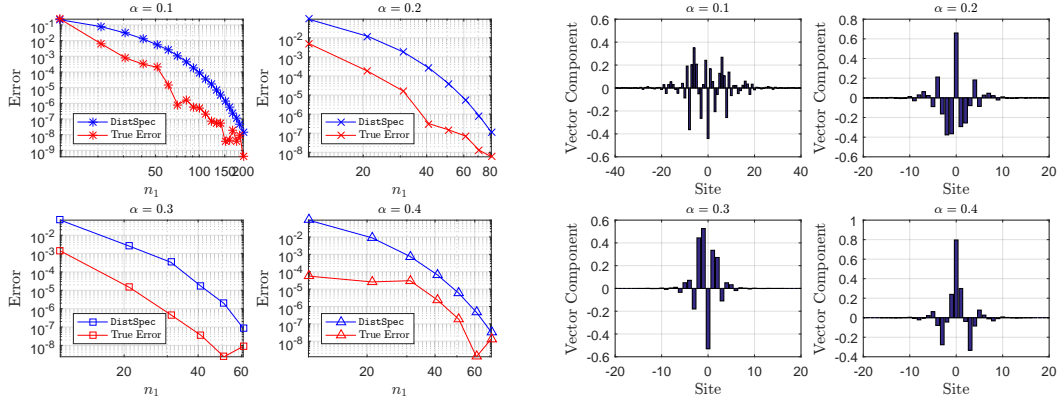 α = 0.1
10^-1
10^-2
10^-3
10^-4
10^-5
10^-6
10^-7
10^-8
10^-9
Error
DistSpec
True Error
50 100 150 200
n_1
α = 0.2
10^-1
10^-2
10^-3
10^-4
10^-5
10^-6
10^-7
10^-8
Error
DistSpec
True Error
20 40 60 80
n_1
α = 0.1
0.6
0.4
0.2
0
-0.2
-0.4
-0.6
Vector Component
-40 -20 0 20 40
Site
α = 0.2
0.8
0.6
0.4
0.2
0
-0.2
-0.4
-0.6
Vector Component
-20 -10 0 10 20
Site
α = 0.3
10^-2
10^-3
10^-4
10^-5
10^-6
10^-7
10^-8
Error
DistSpec
True Error
20 40 60
n_1
α = 0.4
10^-2
10^-3
10^-4
10^-5
10^-6
10^-7
10^-8
Error
DistSpec
True Error
20 40 60
n_1
α = 0.3
0.6
0.4
0.2
0
-0.2
-0.4
-0.6
Vector Component
-20 -10 0 10 20
Site
α = 0.4
1
0.8
0.6
0.4
0.2
0
-0.2
-0.4
Vector Component
-20 -10 0 10 20
Site